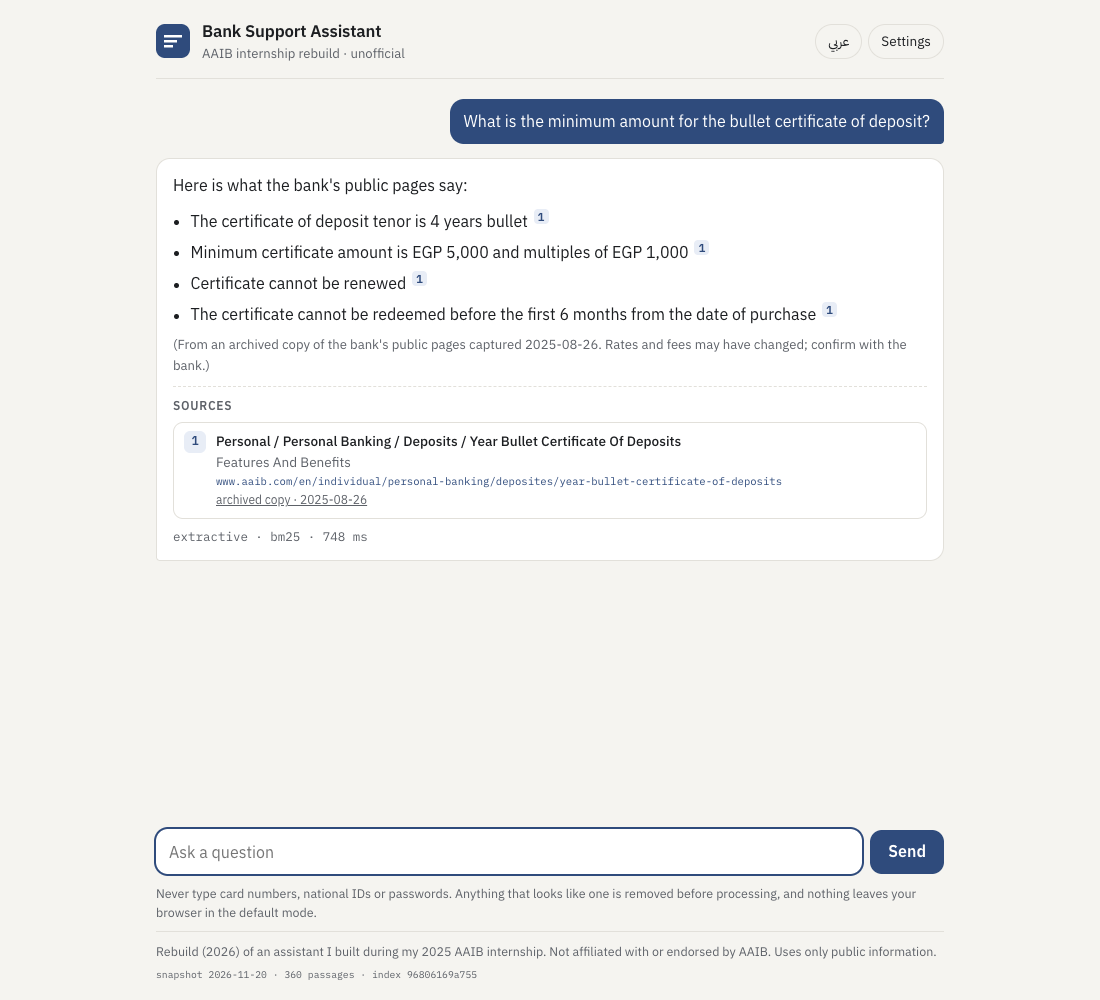 Bank Support Assistant
AAIB internship rebuild · unofficial
عربي
Settings
What is the minimum amount for the bullet certificate of deposit?
Here is what the bank's public pages say:
• The certificate of deposit tenor is 4 years bullet 1
• Minimum certificate amount is EGP 5,000 and multiples of EGP 1,000 1
• Certificate cannot be renewed 1
• The certificate cannot be redeemed before the first 6 months from the date of purchase 1
(From an archived copy of the bank's public pages captured 2025-08-26. Rates and fees may have changed; confirm with the
bank.)
SOURCES
1 Personal / Personal Banking / Deposits / Year Bullet Certificate Of Deposits
Features And Benefits
www.aaib.com/en/individual/personal-banking/deposites/year-bullet-certificate-of-deposits
archived copy · 2025-08-26
extractive · bm25 · 748 ms
Ask a question
Send
Never type card numbers, national IDs or passwords. Anything that looks like one is removed before processing, and nothing leaves your
browser in the default mode.
Rebuild (2026) of an assistant I built during my 2025 AAIB internship. Not affiliated with or endorsed by AAIB. Uses only public information.
snapshot 2026-11-20 · 360 passages · index 96806169a755